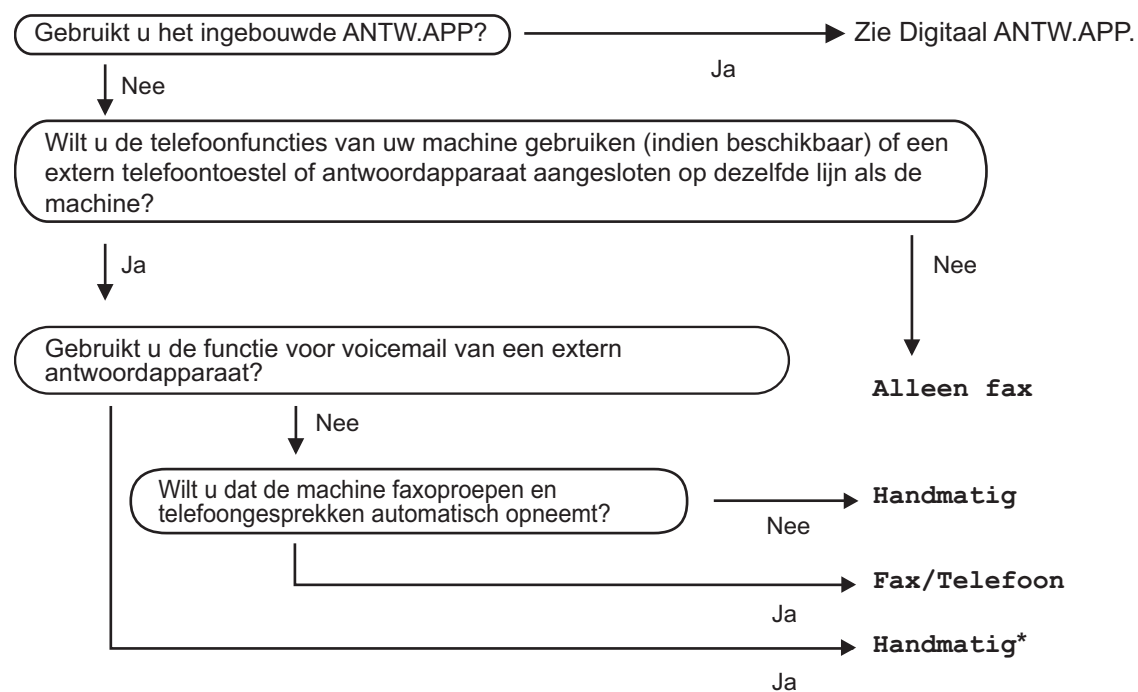 Gebruikt u het ingebouwde ANTW.APP?
Zie Digitaal ANTW.APP.
Ja
Nee
Wilt u de telefoonfuncties van uw machine gebruiken (indien beschikbaar) of een
extern telefoontoestel of antwoordapparaat aangesloten op dezelfde lijn als de
machine?
Ja
Nee
Gebruikt u de functie voor voicemail van een extern
antwoordapparaat?
Alleen fax
Nee
Wilt u dat de machine faxoproepen en
telefoongesprekken automatisch opneemt?
Handmatig
Nee
Fax/Telefoon
Ja
Handmatig*
Ja